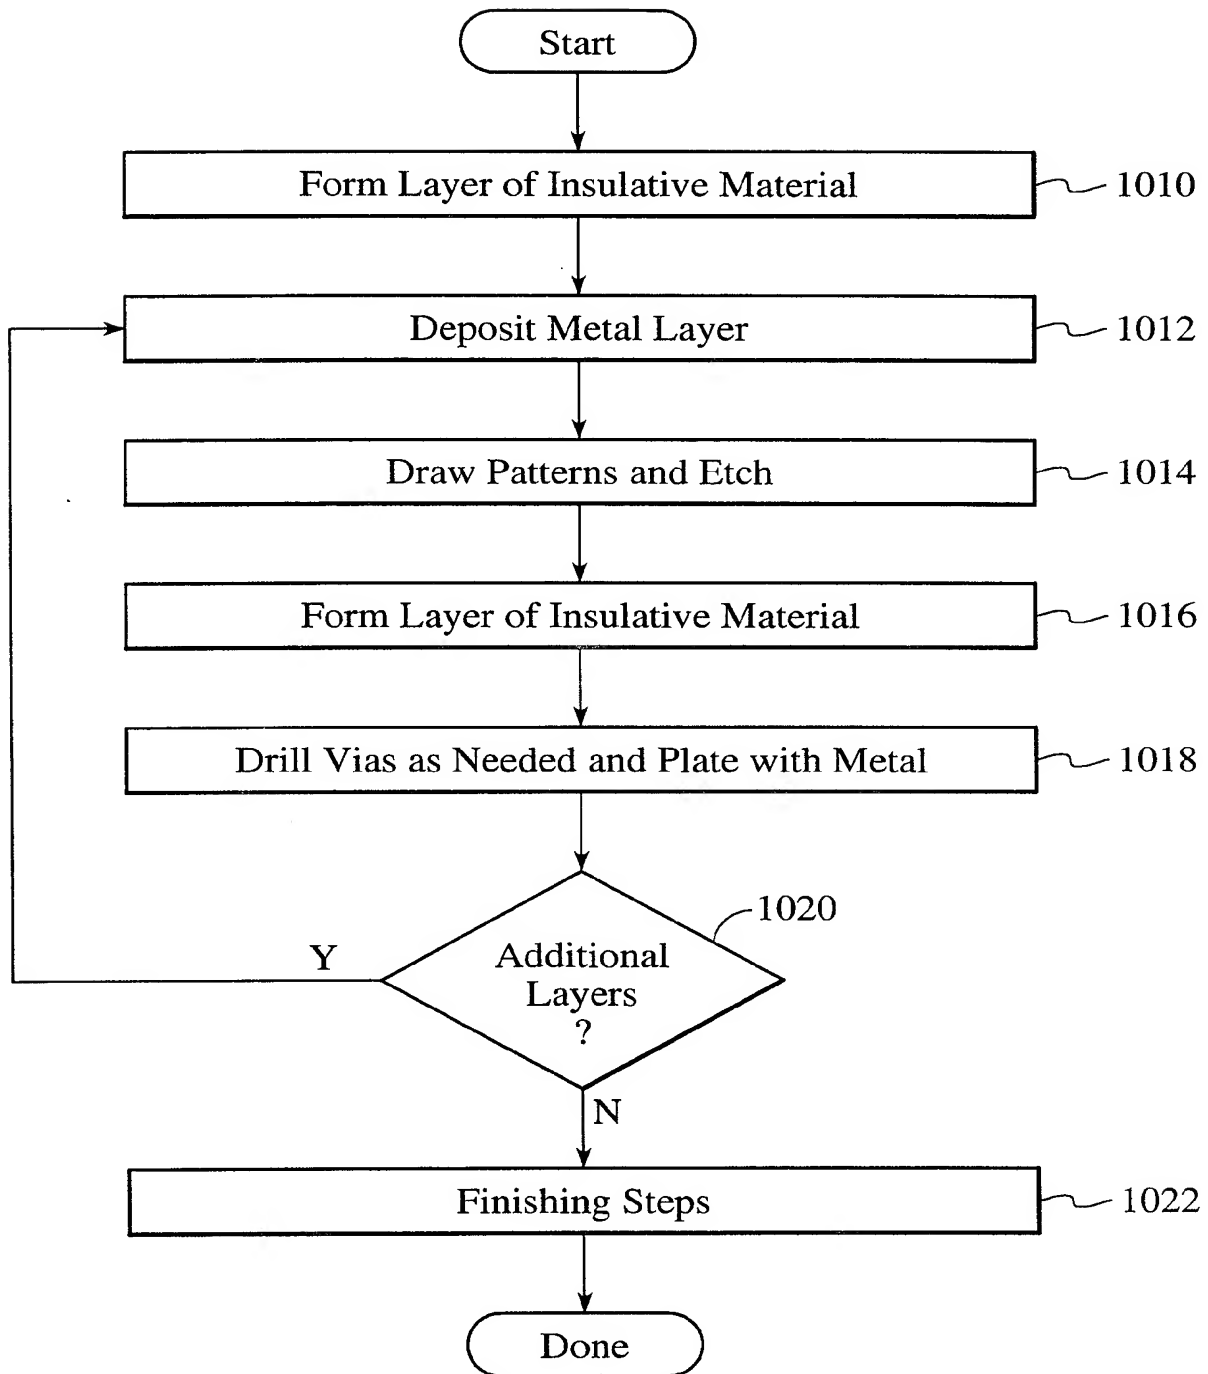 Start
Form Layer of Insulative Material
1010
Deposit Metal Layer
1012
Draw Patterns and Etch
1014
Form Layer of Insulative Material
1016
Drill Vias as Needed and Plate with Metal
1018
1020
Additional
Layers
?
Y
N
Finishing Steps
1022
Done